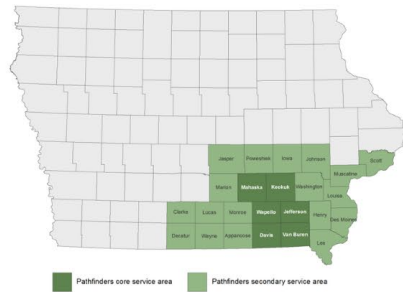 Jasper Poweshiek Iowa Johnson
Scott
Muscatine
Marion Mahaska Keokuk Washington
Louisa
Clarke Lucas Monroe Wapello Jefferson Henry Des Moines
Decatur Wayne Appanoose Davis Van Buren Lee
Pathfinders core service area Pathfinders secondary service area